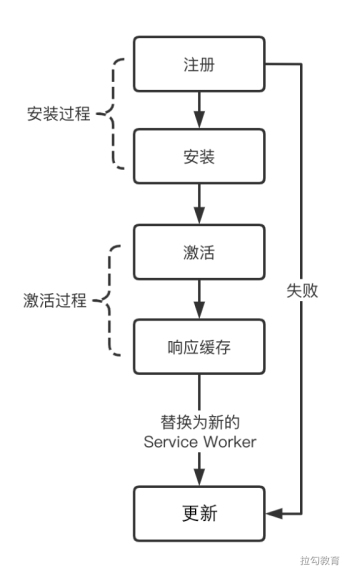 注册
安装过程
安装
激活
激活过程
失败
响应缓存
替换为新的
Service Worker
更新
拉勾教育